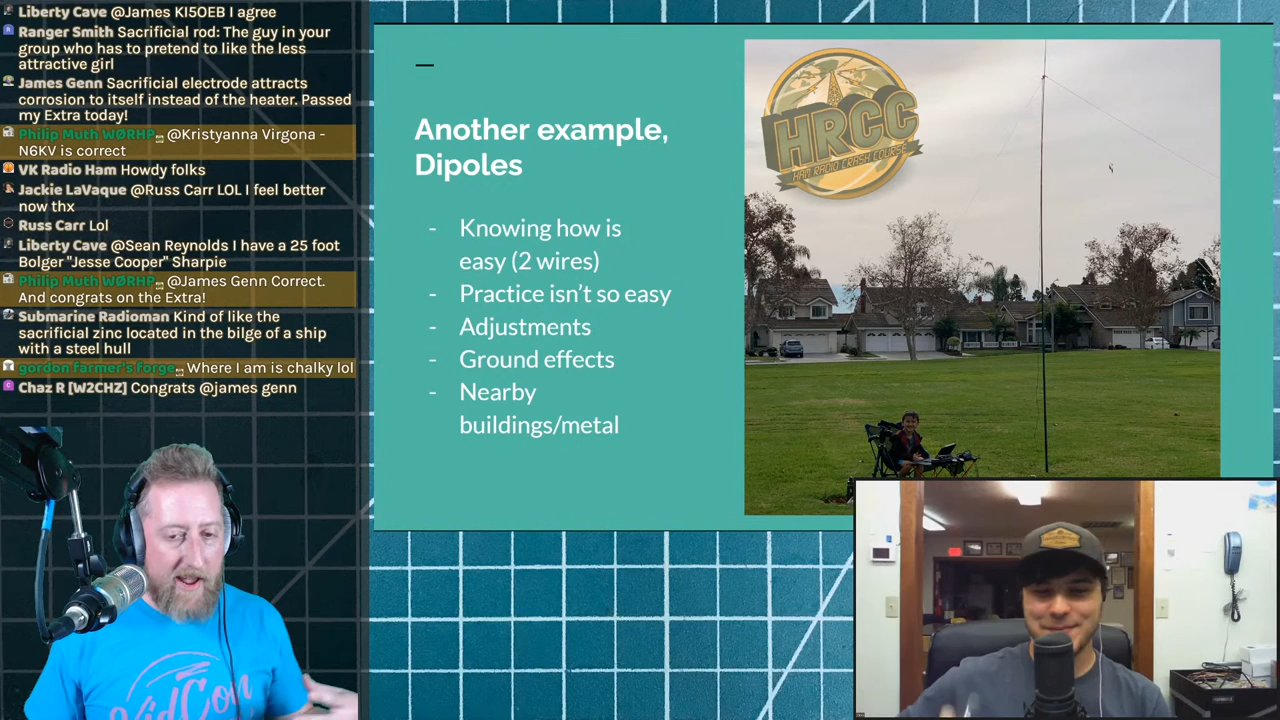 Liberty Cave @James KI5OEB I agree
Ranger Smith Sacrificial rod: The guy in your
group who has to pretend to like the less
attractive girl
James Genn Sacrificial electrode attracts
corrosion to itself instead of the heater. Passed
my Extra today!
Philip Muth WØRHP @Kristyanna Virgona -
N6KV is correct
VK Radio Ham Howdy folks
Jackie LaVaque @Russ Carr LOL I feel better
now thx
Russ Carr Lol
Liberty Cave @Sean Reynolds I have a 25 foot
Bolger "Jesse Cooper" Sharpie
Philip Muth WØRHP @James Genn Correct.
And congrats on the Extra!
Submarine Radioman Kind of like the
sacrificial zinc located in the bilge of a ship
with a steel hull
gordon farmer's forge Where I am is chalky lol
Chaz R [W2CHZ] Congrats @james genn
Another example,
Dipoles
- Knowing how is
easy (2 wires)
- Practice isn't so easy
- Adjustments
- Ground effects
- Nearby
buildings/metal
HRCC
HAM RADIO CRASH COURSE
VidCon